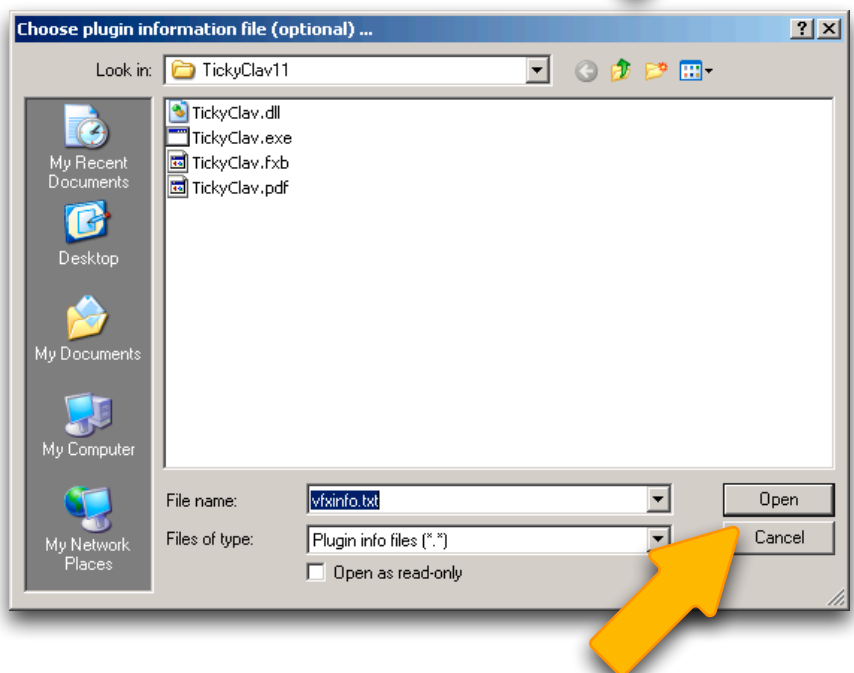 Choose plugin information file (optional) ...
Look in:
TickyClav11
TickyClav.dll
TickyClav.exe
TickyClav.fxb
TickyClav.pdf
My Recent
Documents
Desktop
My Documents
My Computer
My Network
Places
File name:
vfxinfo.txt
Open
Files of type:
Plugin info files (*.*)
Cancel
Open as read-only